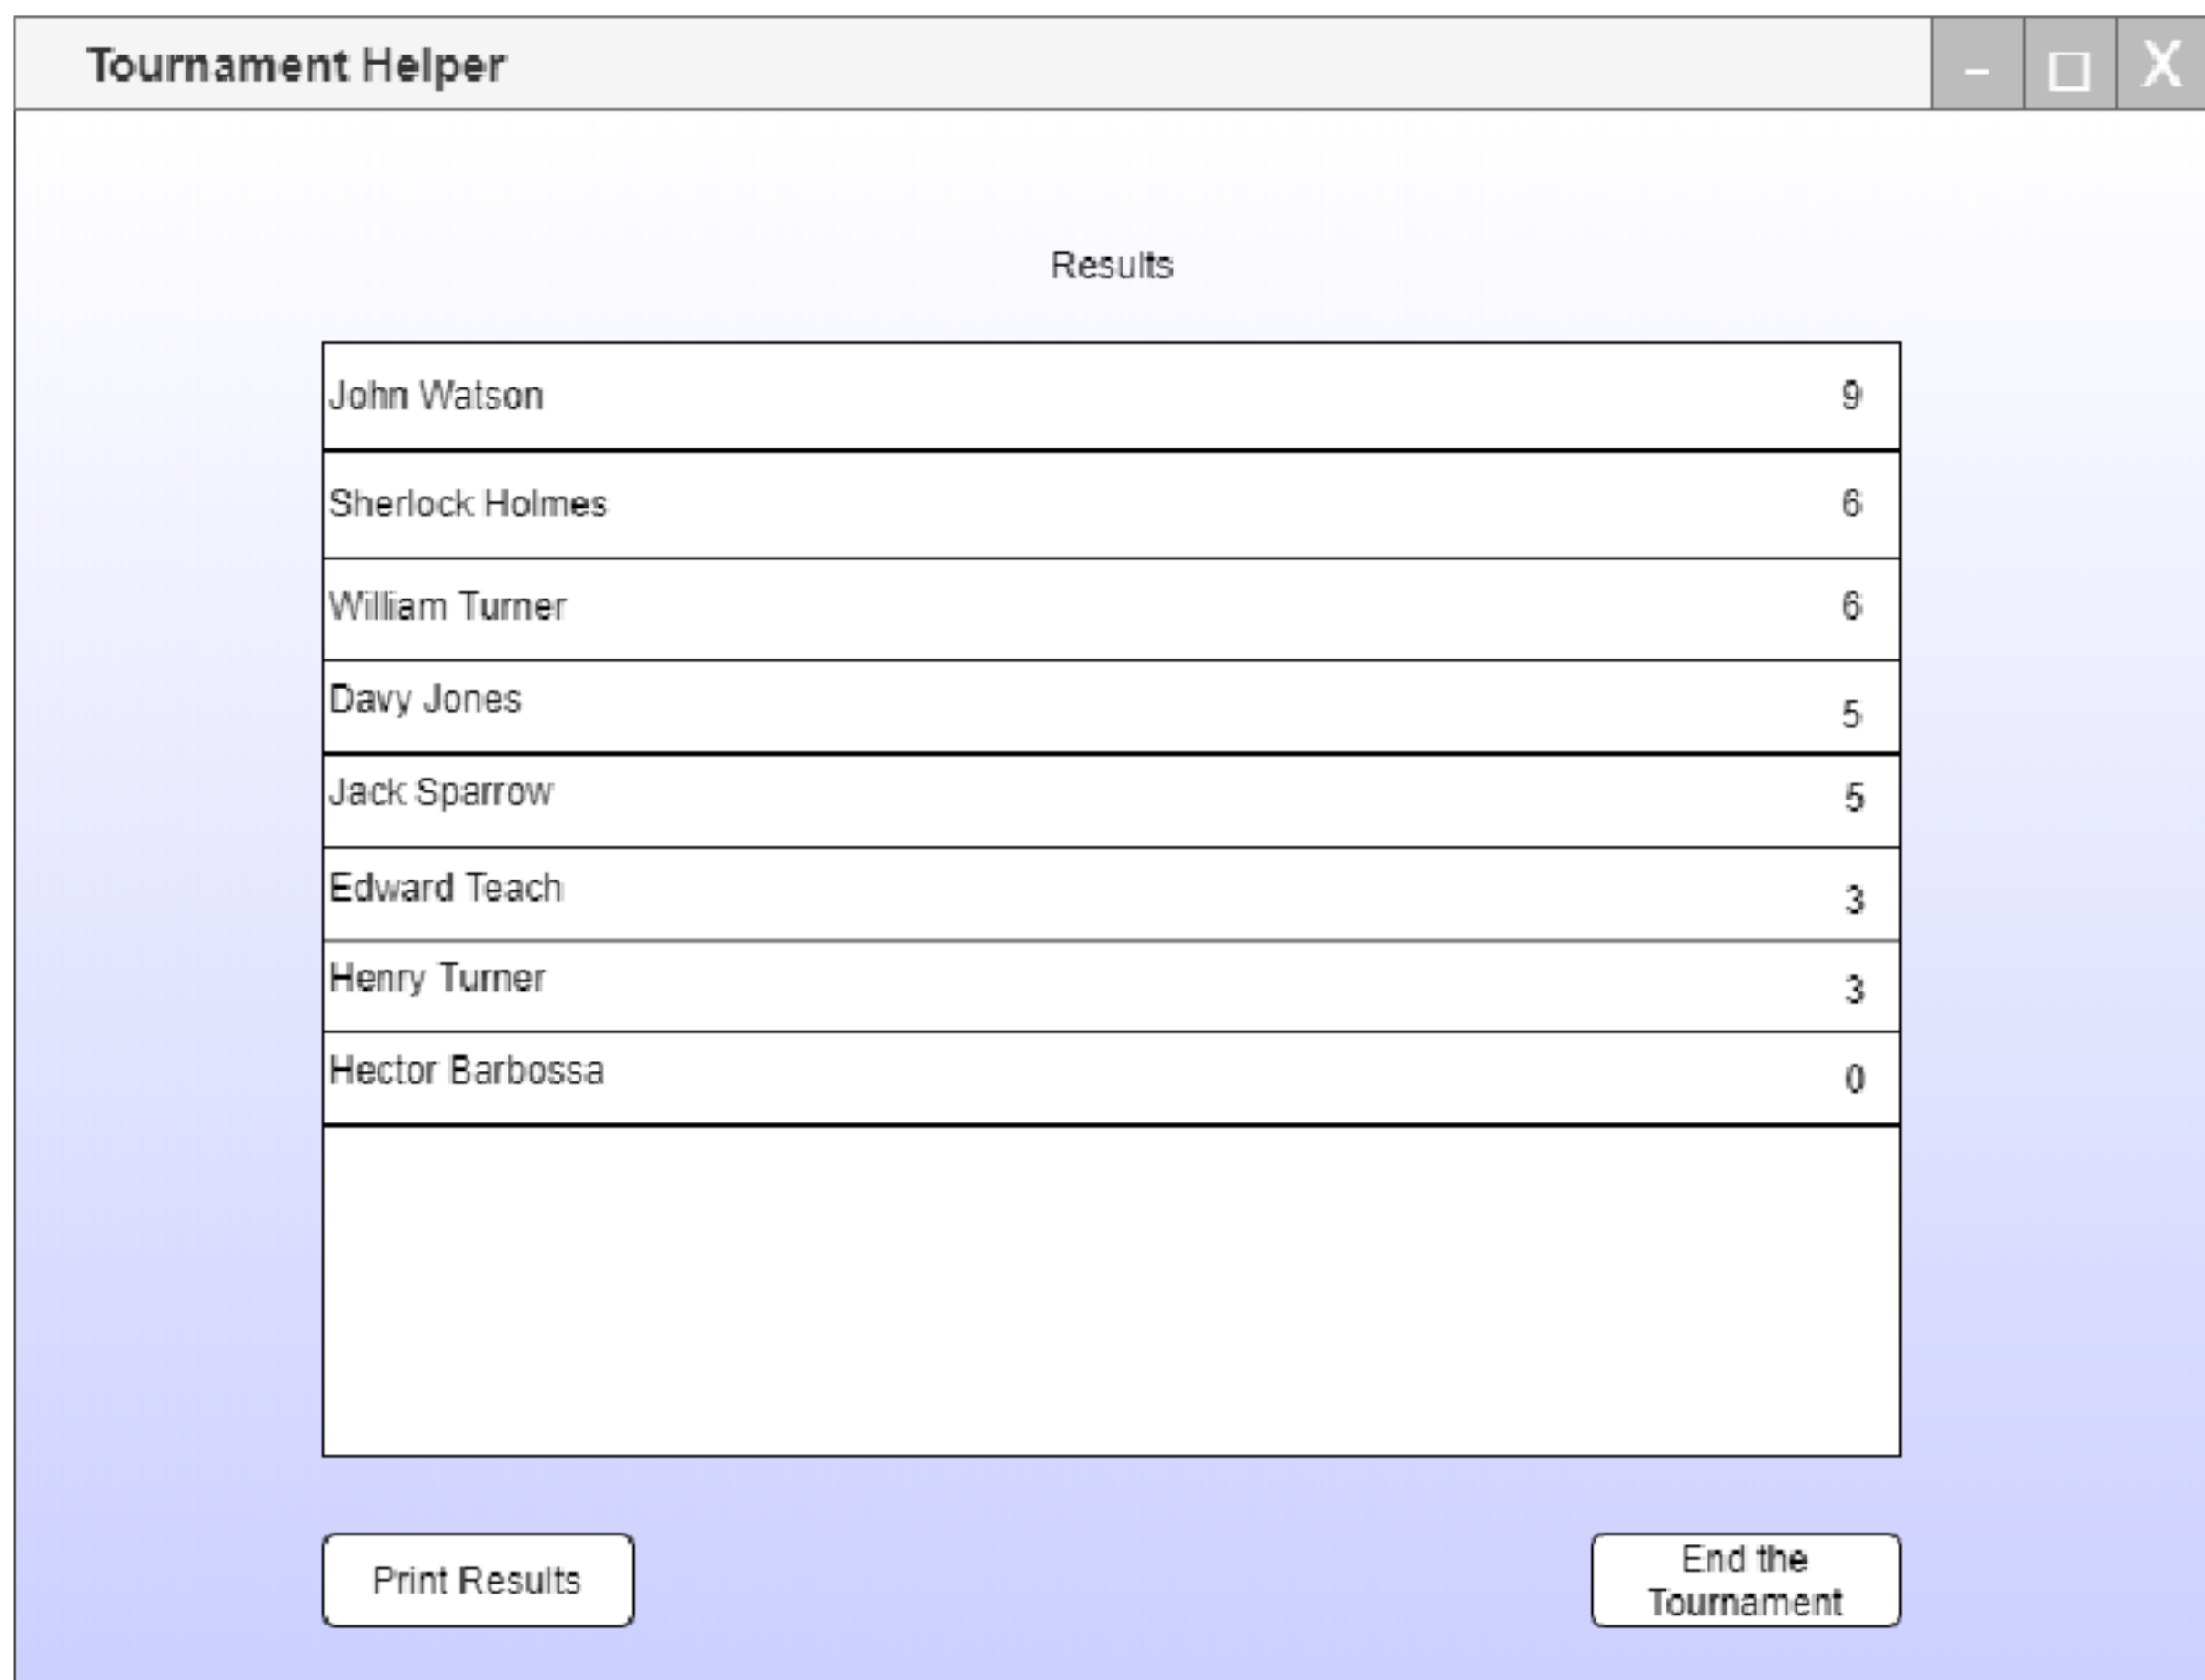 Tournament Helper
– □ X
Results
John Watson 9
Sherlock Holmes 6
William Turner 6
Davy Jones 5
Jack Sparrow 5
Edward Teach 3
Henry Turner 3
Hector Barbossa 0
Print Results
End the
Tournament